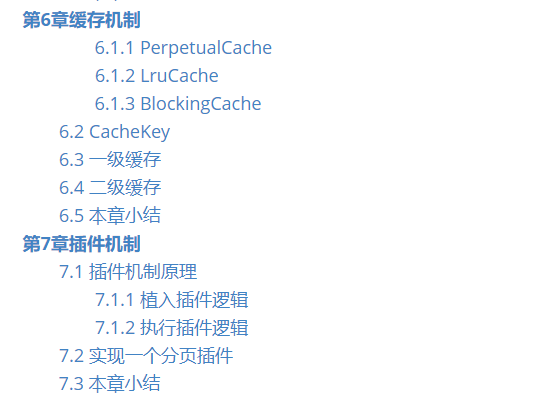 第6章缓存机制
6.1.1 PerpetualCache
6.1.2 LruCache
6.1.3 BlockingCache
6.2 CacheKey
6.3 一级缓存
6.4 二级缓存
6.5 本章小结
第7章插件机制
7.1 插件机制原理
7.1.1 植入插件逻辑
7.1.2 执行插件逻辑
7.2 实现一个分页插件
7.3 本章小结